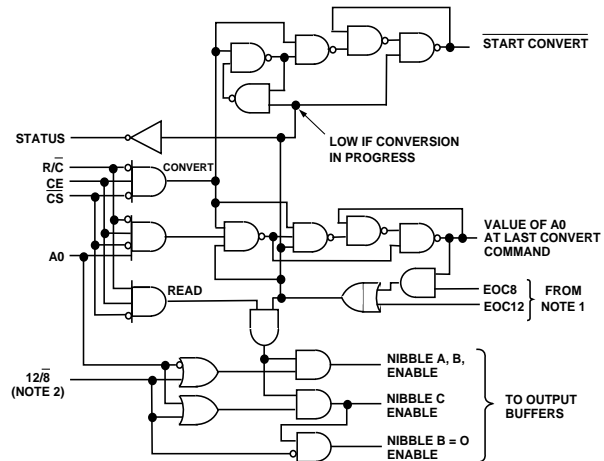 START CONVERT
STATUS
LOW IF CONVERSION
IN PROGRESS
R/C
CONVERT
CE
CS
VALUE OF A0
AT LAST CONVERT
COMMAND
A0
READ
EOC8
EOC12
FROM
NOTE 1
12/8
(NOTE 2)
NIBBLE A, B,
ENABLE
NIBBLE C
ENABLE
NIBBLE B = O
ENABLE
TO OUTPUT
BUFFERS